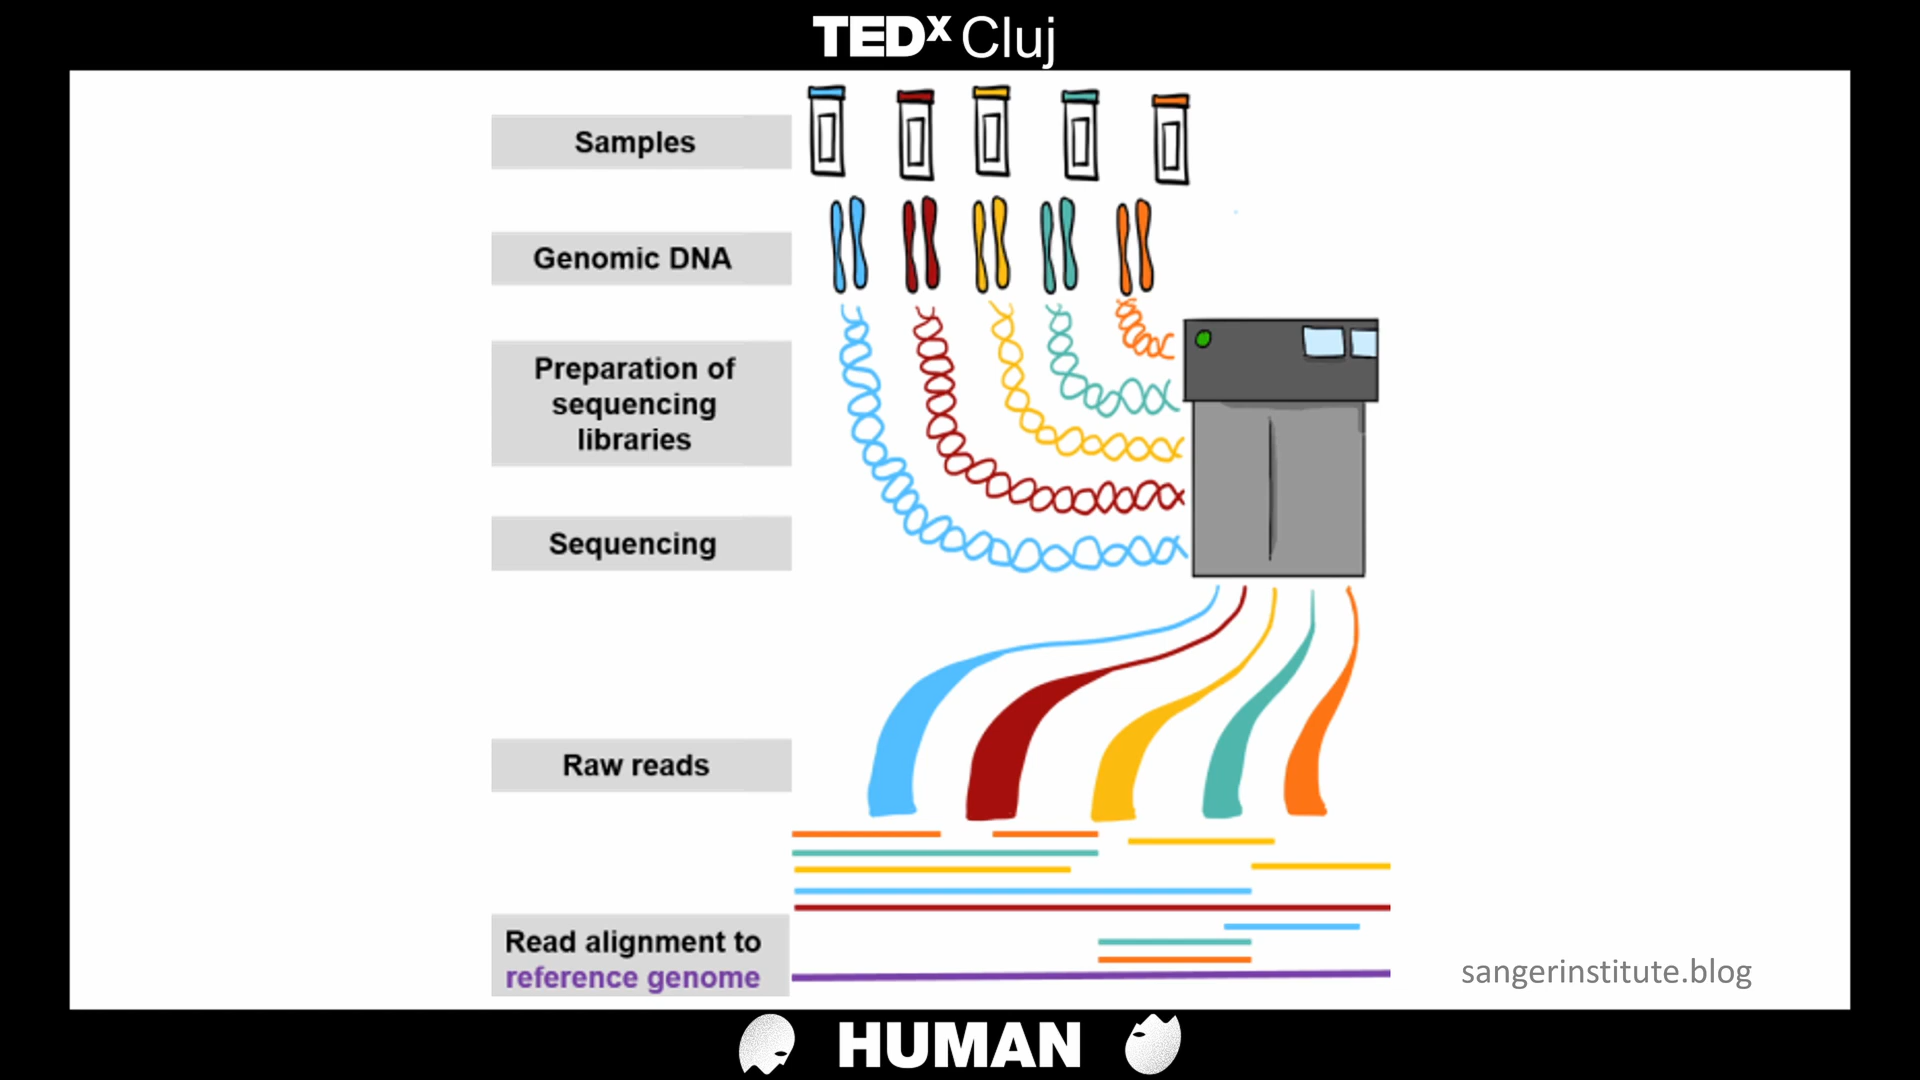 TEDx Cluj
Samples
Genomic DNA
Preparation of
sequencing
libraries
Sequencing
Raw reads
Read alignment to
reference genome
sangerinstitute.blog
HUMAN